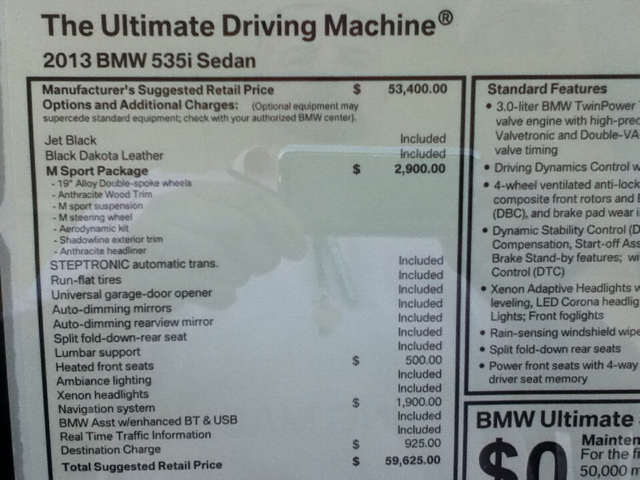 The Ultimate Driving Machine®
2013 BMW 535i Sedan
Manufacturer's Suggested Retail Price $ 53,400.00
Options and Additional Charges: (Optional equipment may
supercede standard equipment; check with your authorized BMW center).
Jet Black Included
Black Dakota Leather Included
M Sport Package $ 2,900.00
- 19" Alloy Double-spoke wheels
- Anthracite Wood Trim
- M sport suspension
- M steering wheel
- Aerodynamic kit
- Shadowline exterior trim
- Anthracite headliner
STEPTRONIC automatic trans. Included
Run-flat tires Included
Universal garage-door opener Included
Auto-dimming mirrors Included
Auto-dimming rearview mirror Included
Split fold-down-rear seat Included
Lumbar support Included
Heated front seats $ 500.00
Ambiance lighting Included
Xenon headlights Included
Navigation system $ 1,900.00
BMW Asst w/enhanced BT & USB Included
Real Time Traffic Information Included
Destination Charge $ 925.00
Total Suggested Retail Price $ 59,625.00
Standard Features
• 3.0-liter BMW TwinPower
valve engine with high-prec
Valvetronic and Double-VA
valve timing
• Driving Dynamics Control w
• 4-wheel ventilated anti-lock
composite front rotors and
(DBC), and brake pad wear i
• Dynamic Stability Control (D
Compensation, Start-off Ass
Brake Stand-by features; wi
Control (DTC)
• Xenon Adaptive Headlights w
leveling, LED Corona headlig
Lights; Front foglights
• Rain-sensing windshield wipe
• Split fold-down rear seats
• Power front seats with 4-way
driver seat memory
BMW Ultimate
$0
Mainten
For the fi
50,000 m